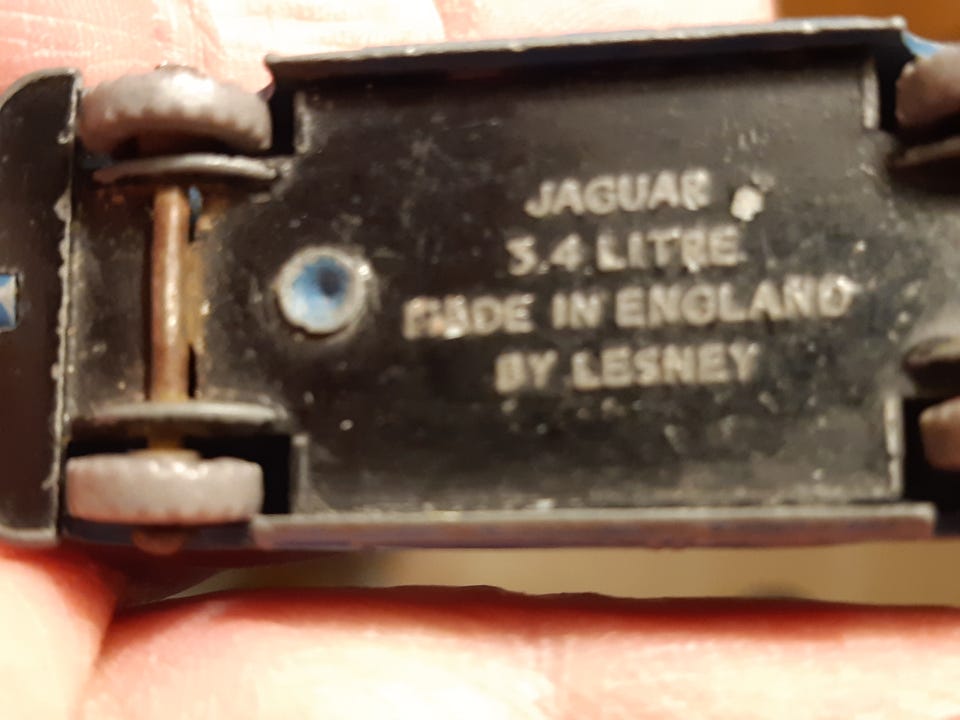 JAGUAR
3.4 LITRE
MADE IN ENGLAND
BY LESNEY